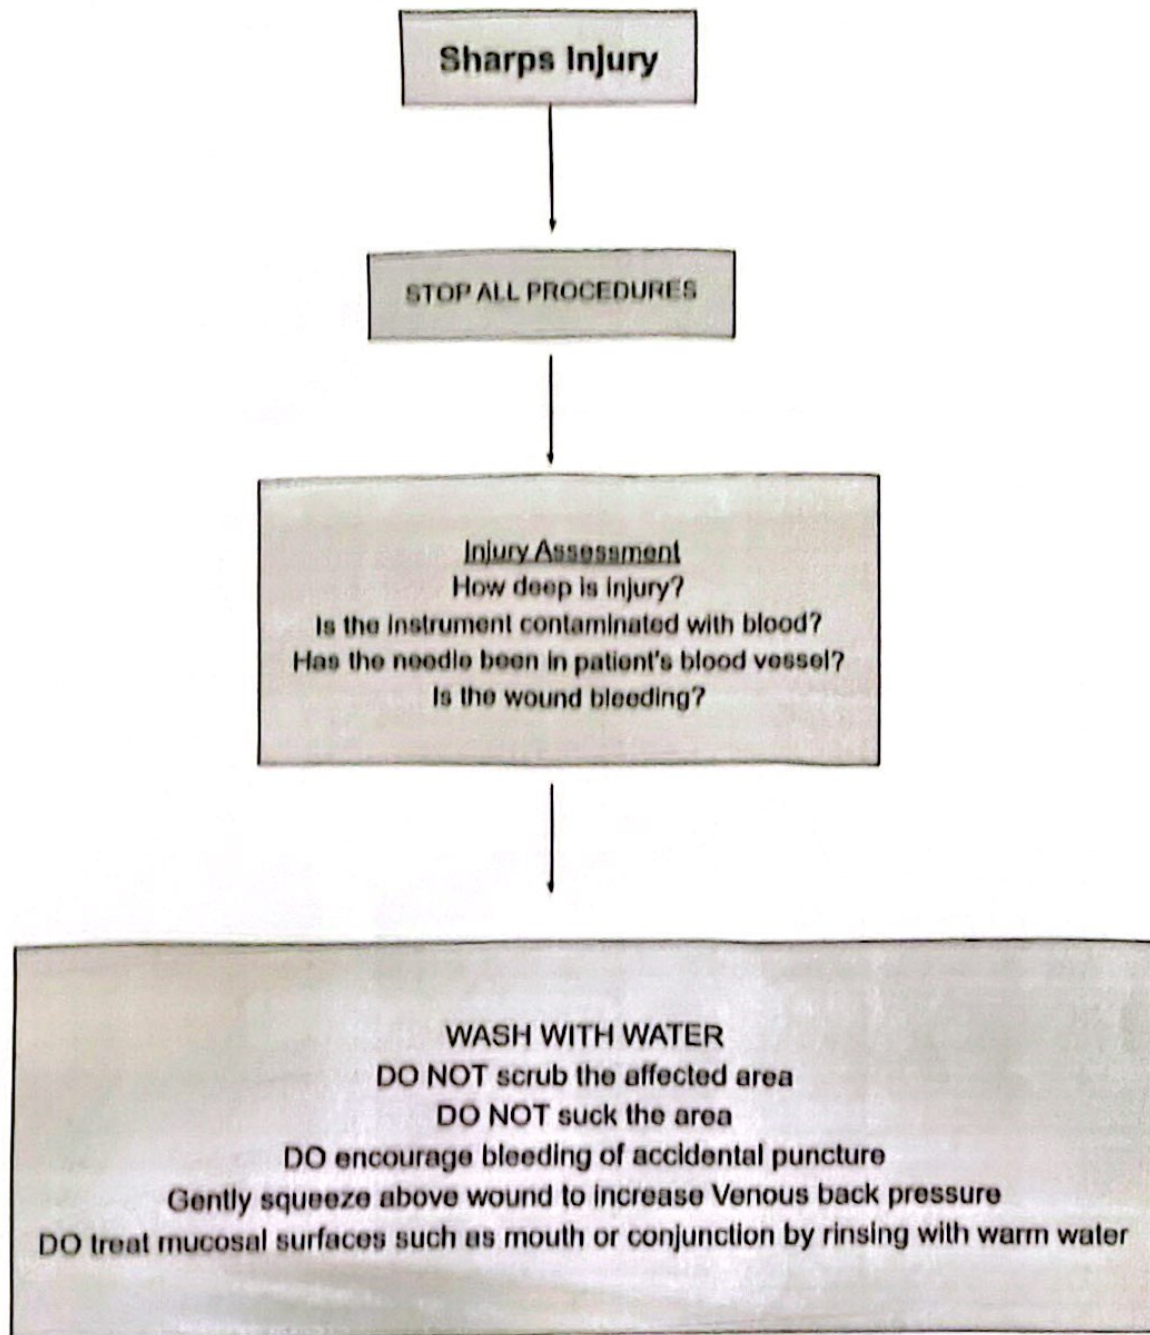 Sharps Injury
STOP ALL PROCEDURES
Injury Assessment
How deep is injury?
Is the instrument contaminated with blood?
Has the needle been in patient's blood vessel?
Is the wound bleeding?
WASH WITH WATER
DO NOT scrub the affected area
DO NOT suck the area
DO encourage bleeding of accidental puncture
Gently squeeze above wound to increase Venous back pressure
DO treat mucosal surfaces such as mouth or conjunction by rinsing with warm water